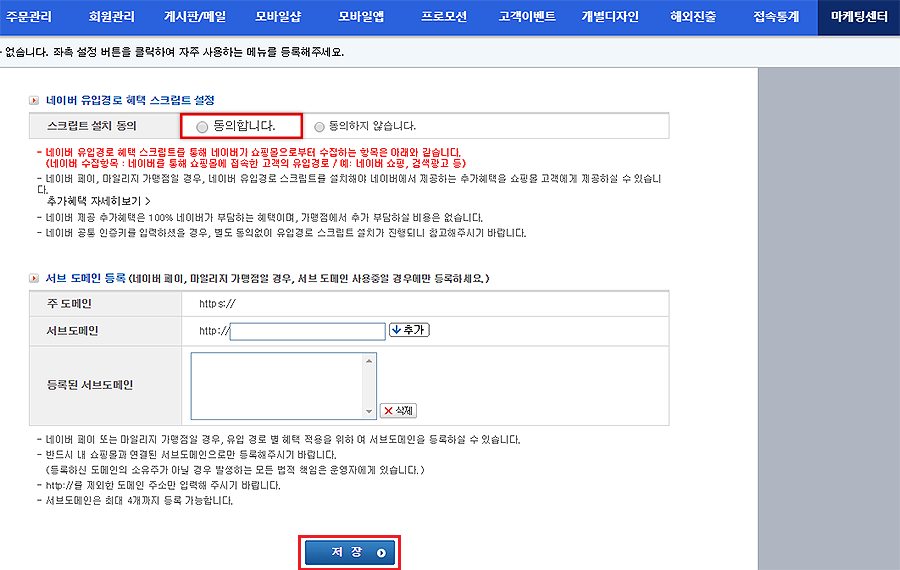 주문관리 회원관리 게시판/메일 모바일샵 모바일앱 프로모션 고객이벤트 개별디자인 해외진출 접속통계 마케팅센터
없습니다. 좌측 설정 버튼을 클릭하여 자주 사용하는 메뉴를 등록해주세요.
네이버 유입경로 혜택 스크립트 설정
스크립트 설치 동의 동의합니다. 동의하지 않습니다.
- 네이버 유입경로 혜택 스크립트를 통해 네이버가 쇼핑몰으로부터 수집하는 항목은 아래와 같습니다.
(네이버 수집항목 : 네이버를 통해 쇼핑몰에 접속한 고객의 유입경로 / 예: 네이버 쇼핑, 검색광고 등)
- 네이버 페이, 마일리지 가맹점일 경우, 네이버 유입경로 스크립트를 설치해야 네이버에서 제공하는 추가혜택을 쇼핑몰 고객에게 제공하실 수 있습니
다.
추가혜택 자세히보기 >
- 네이버 제공 추가혜택은 100% 네이버가 부담하는 혜택이며, 가맹점에서 추가 부담하실 비용은 없습니다.
- 네이버 공통 인증키를 입력하셨을 경우, 별도 동의없이 유입경로 스크립트 설치가 진행되니 참고해주시기 바랍니다.
서브 도메인 등록 (네이버 페이, 마일리지 가맹점일 경우, 서브 도메인 사용중일 경우에만 등록하세요.)
주 도메인 https://
서브도메인 http:// 추가
등록된 서브도메인 삭제
- 네이버 페이 또는 마일리지 가맹점일 경우, 유입 경로 별 혜택 적용을 위하 여 서브도메인을 등록하실 수 있습니다.
- 반드시 내 쇼핑몰과 연결된 서브도메인으로만 등록해주시기 바랍니다.
(등록하신 도메인의 소유주가 아닐 경우 발생하는 모든 법적 책임은 운영자에게 있습니다.)
- http://를 제외한 도메인 주소만 입력해 주시기 바랍니다.
- 서브도메인은 최대 4개까지 등록 가능합니다.
저 장